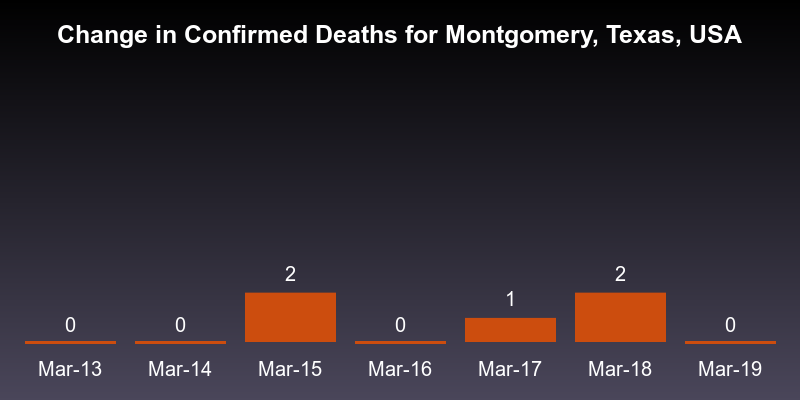 Change in Confirmed Deaths for Montgomery, Texas, USA
0 0 2 0 1 2 0
Mar-13 Mar-14 Mar-15 Mar-16 Mar-17 Mar-18 Mar-19